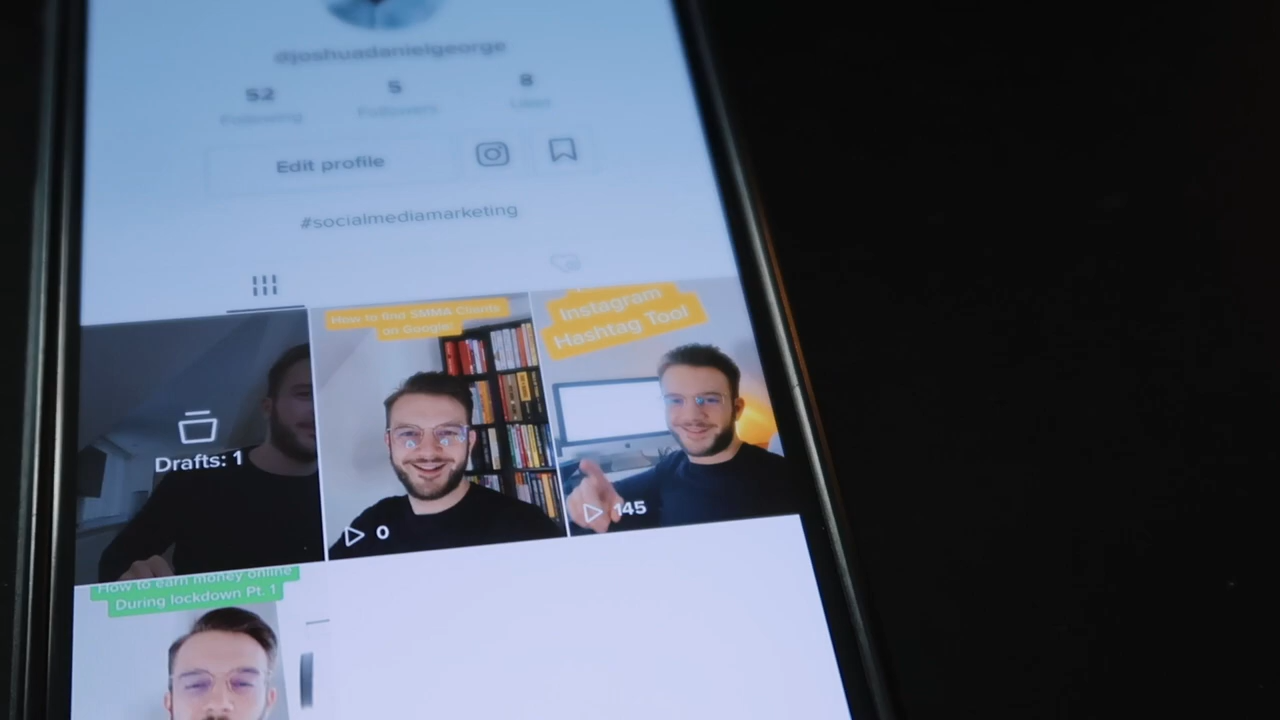 @joshuadanielgeorge
52 5 8
Following Followers Likes
Edit profile
#socialmediamarketing
Drafts: 1
How to find SMMA Clients
on Google!
0
Instagram
Hashtag Tool
145
How to earn money online
During lockdown Pt. 1